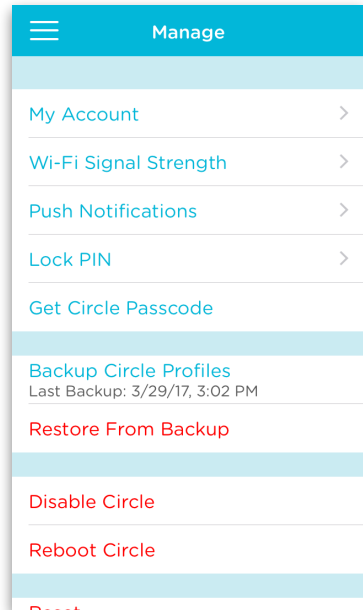 Manage
My Account
Wi-Fi Signal Strength
Push Notifications
Lock PIN
Get Circle Passcode
Backup Circle Profiles
Last Backup: 3/29/17, 3:02 PM
Restore From Backup
Disable Circle
Reboot Circle